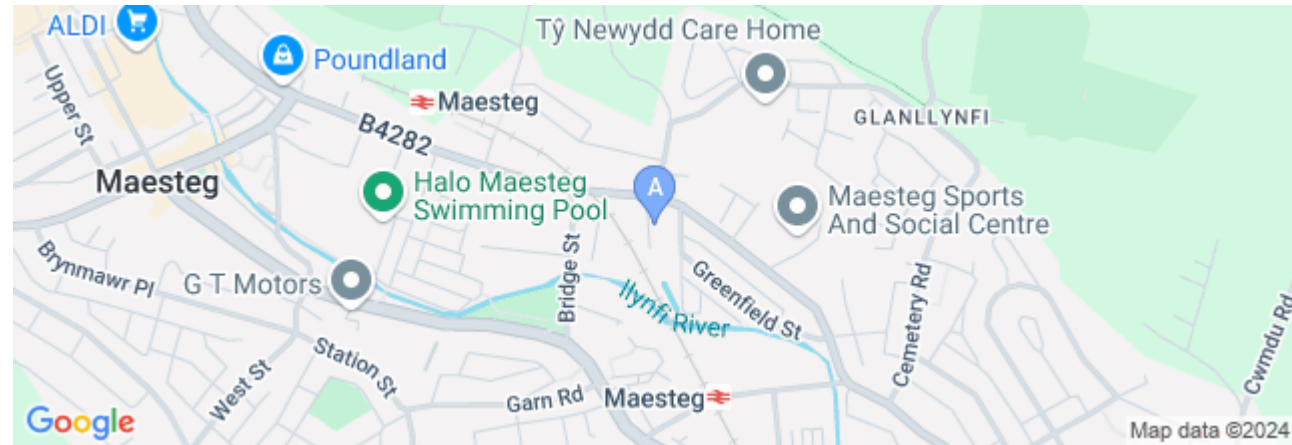 ALDI
Poundland
Tŷ Newydd Care Home
Upper St
Maesteg
B4282
GLANLLYNFI
Maesteg
Halo Maesteg
Swimming Pool
A
Maesteg Sports
And Social Centre
Brynmawr Pl
G T Motors
Bridge St
llynfi River
Greenfield St
Cemetery Rd
Cwmdu Rd
West St
Station St
Garn Rd
Maesteg
Google
Map data ©2024